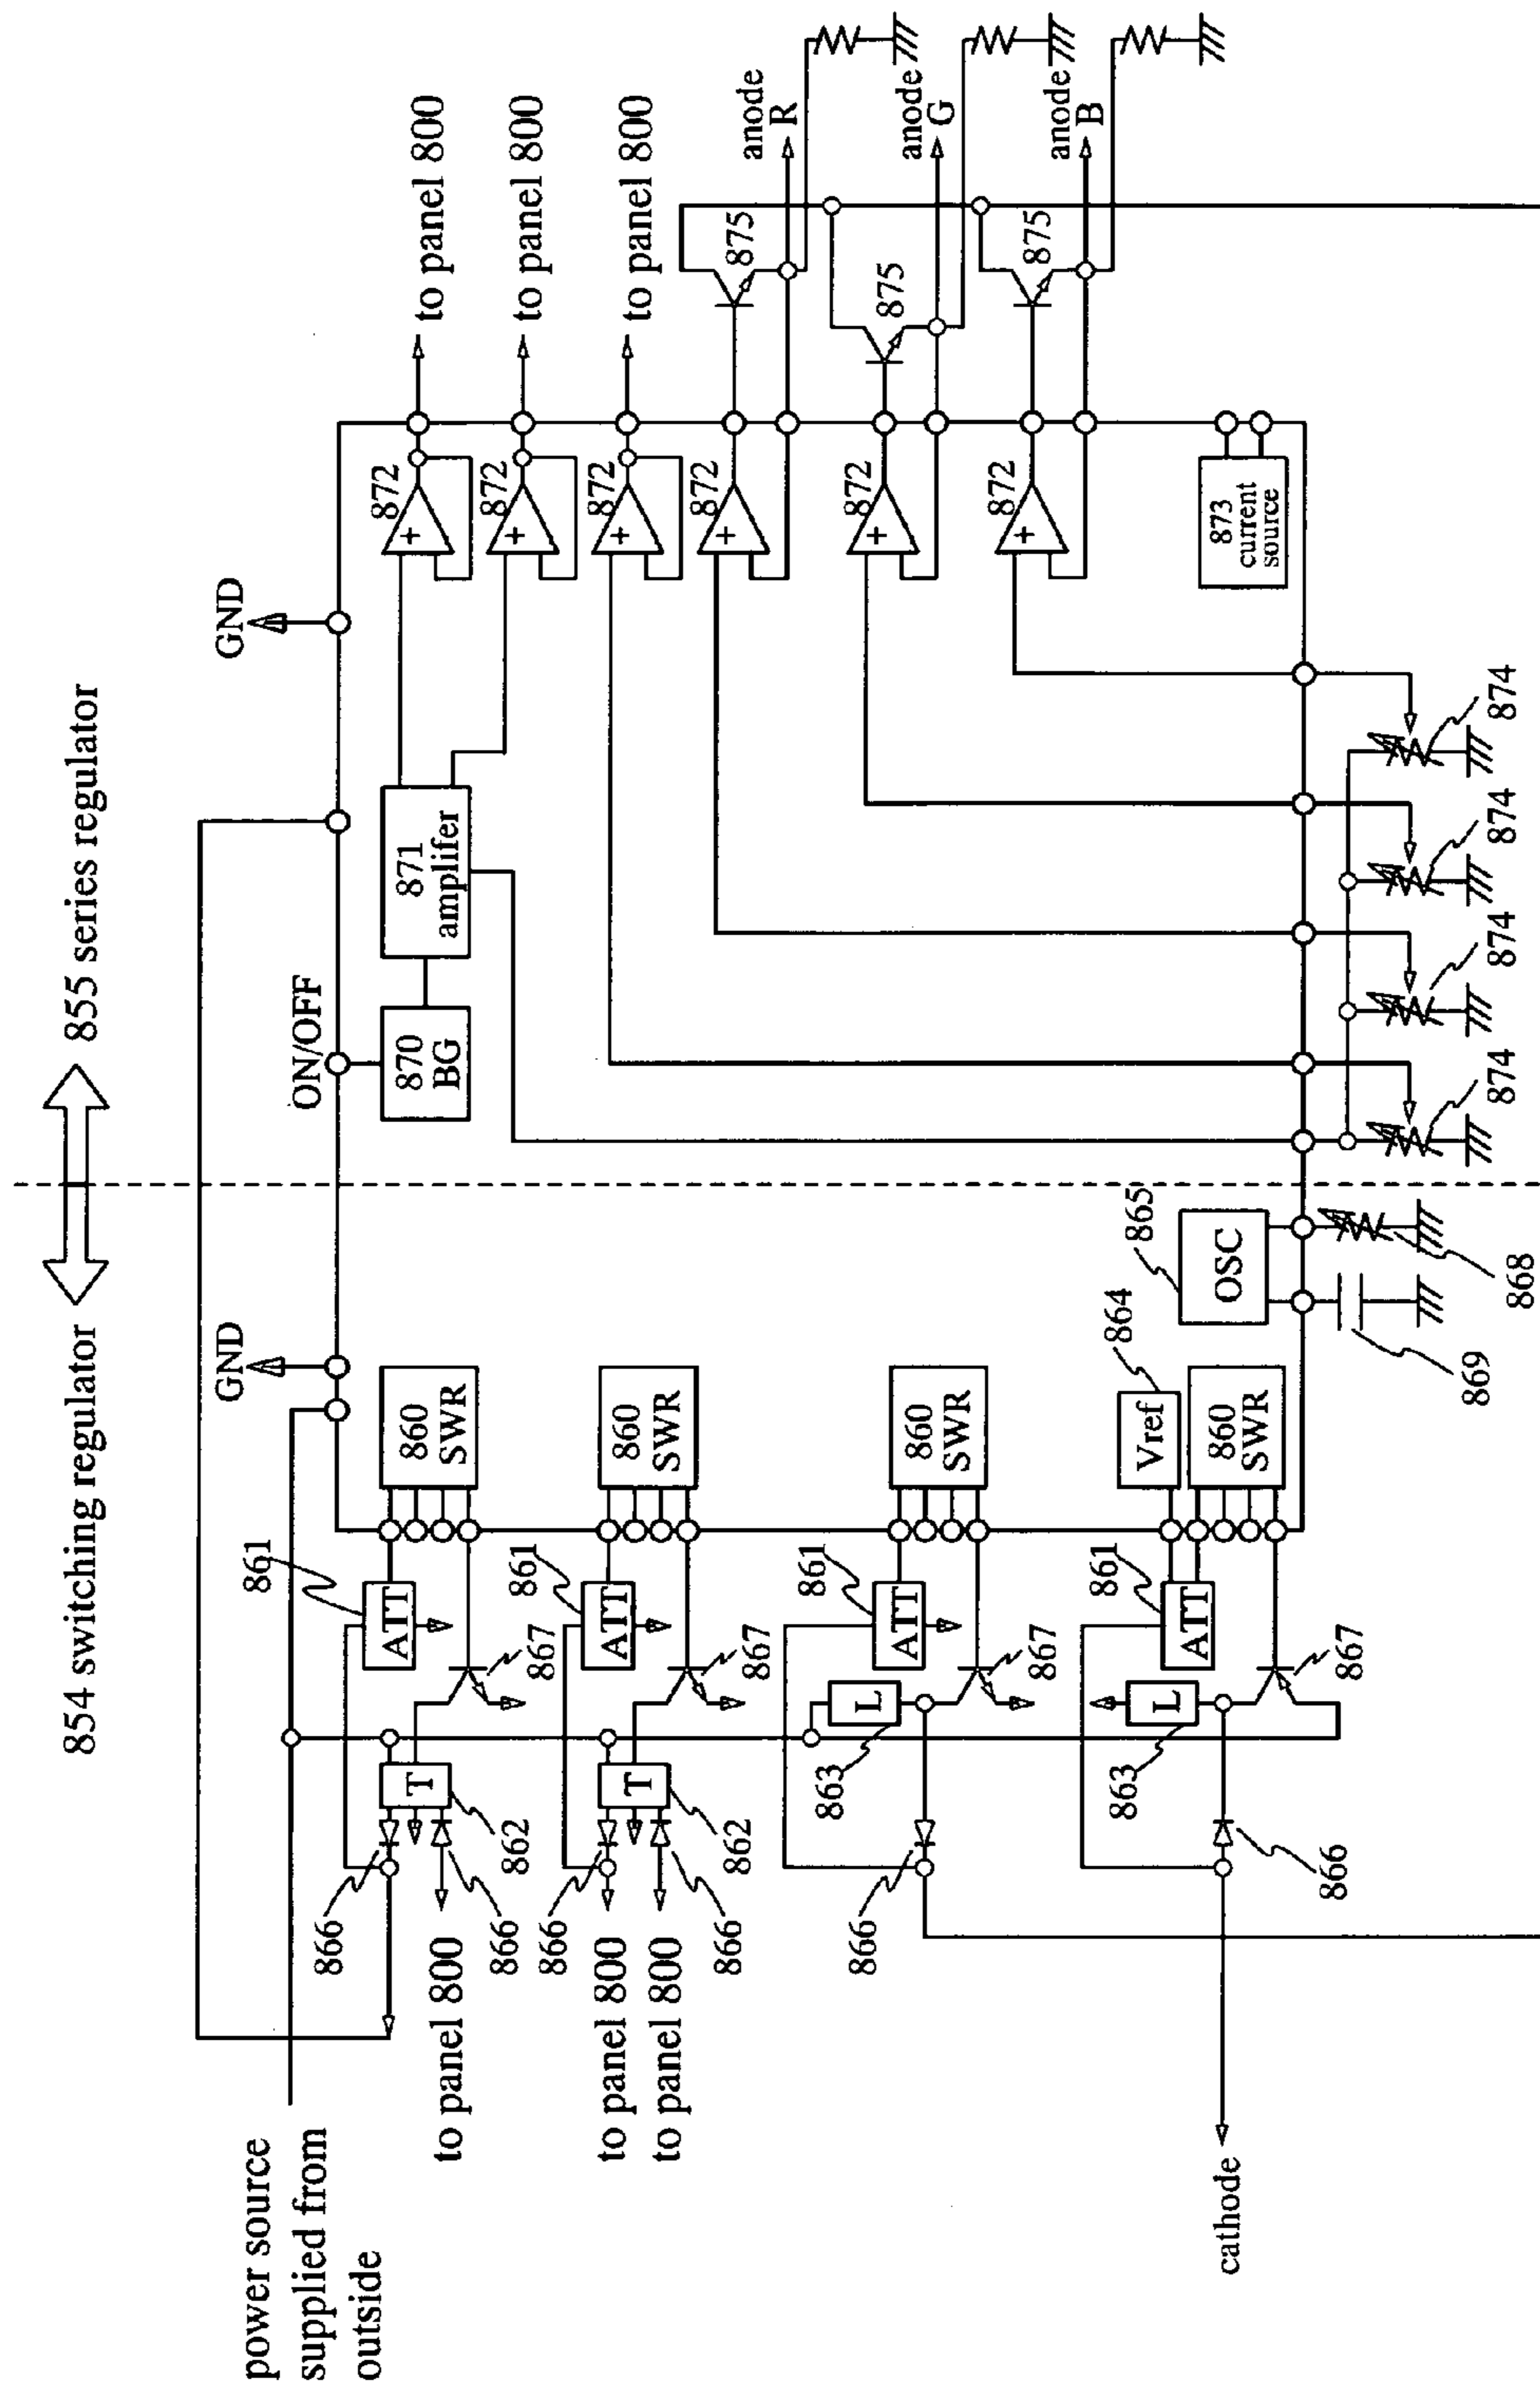 854 switching regulator
855 series regulator
power source
supplied from
outside
GND
ON/OFF
GND
861
866
ATT
860
SWR
870
BG
871
amplifer
872
to panel 800
T
867
862
866
to panel 800
872
to panel 800
861
866
ATT
860
SWR
872
to panel 800
to panel 800
T
867
862
866
to panel 800
872
875
anode
R
861
863
L
ATT
860
SWR
872
875
anode
G
866
867
872
875
anode
B
861
864
Vref
865
863
L
ATT
860
SWR
OSC
873
current
source
cathode
866
867
869
868
874
874
874
874